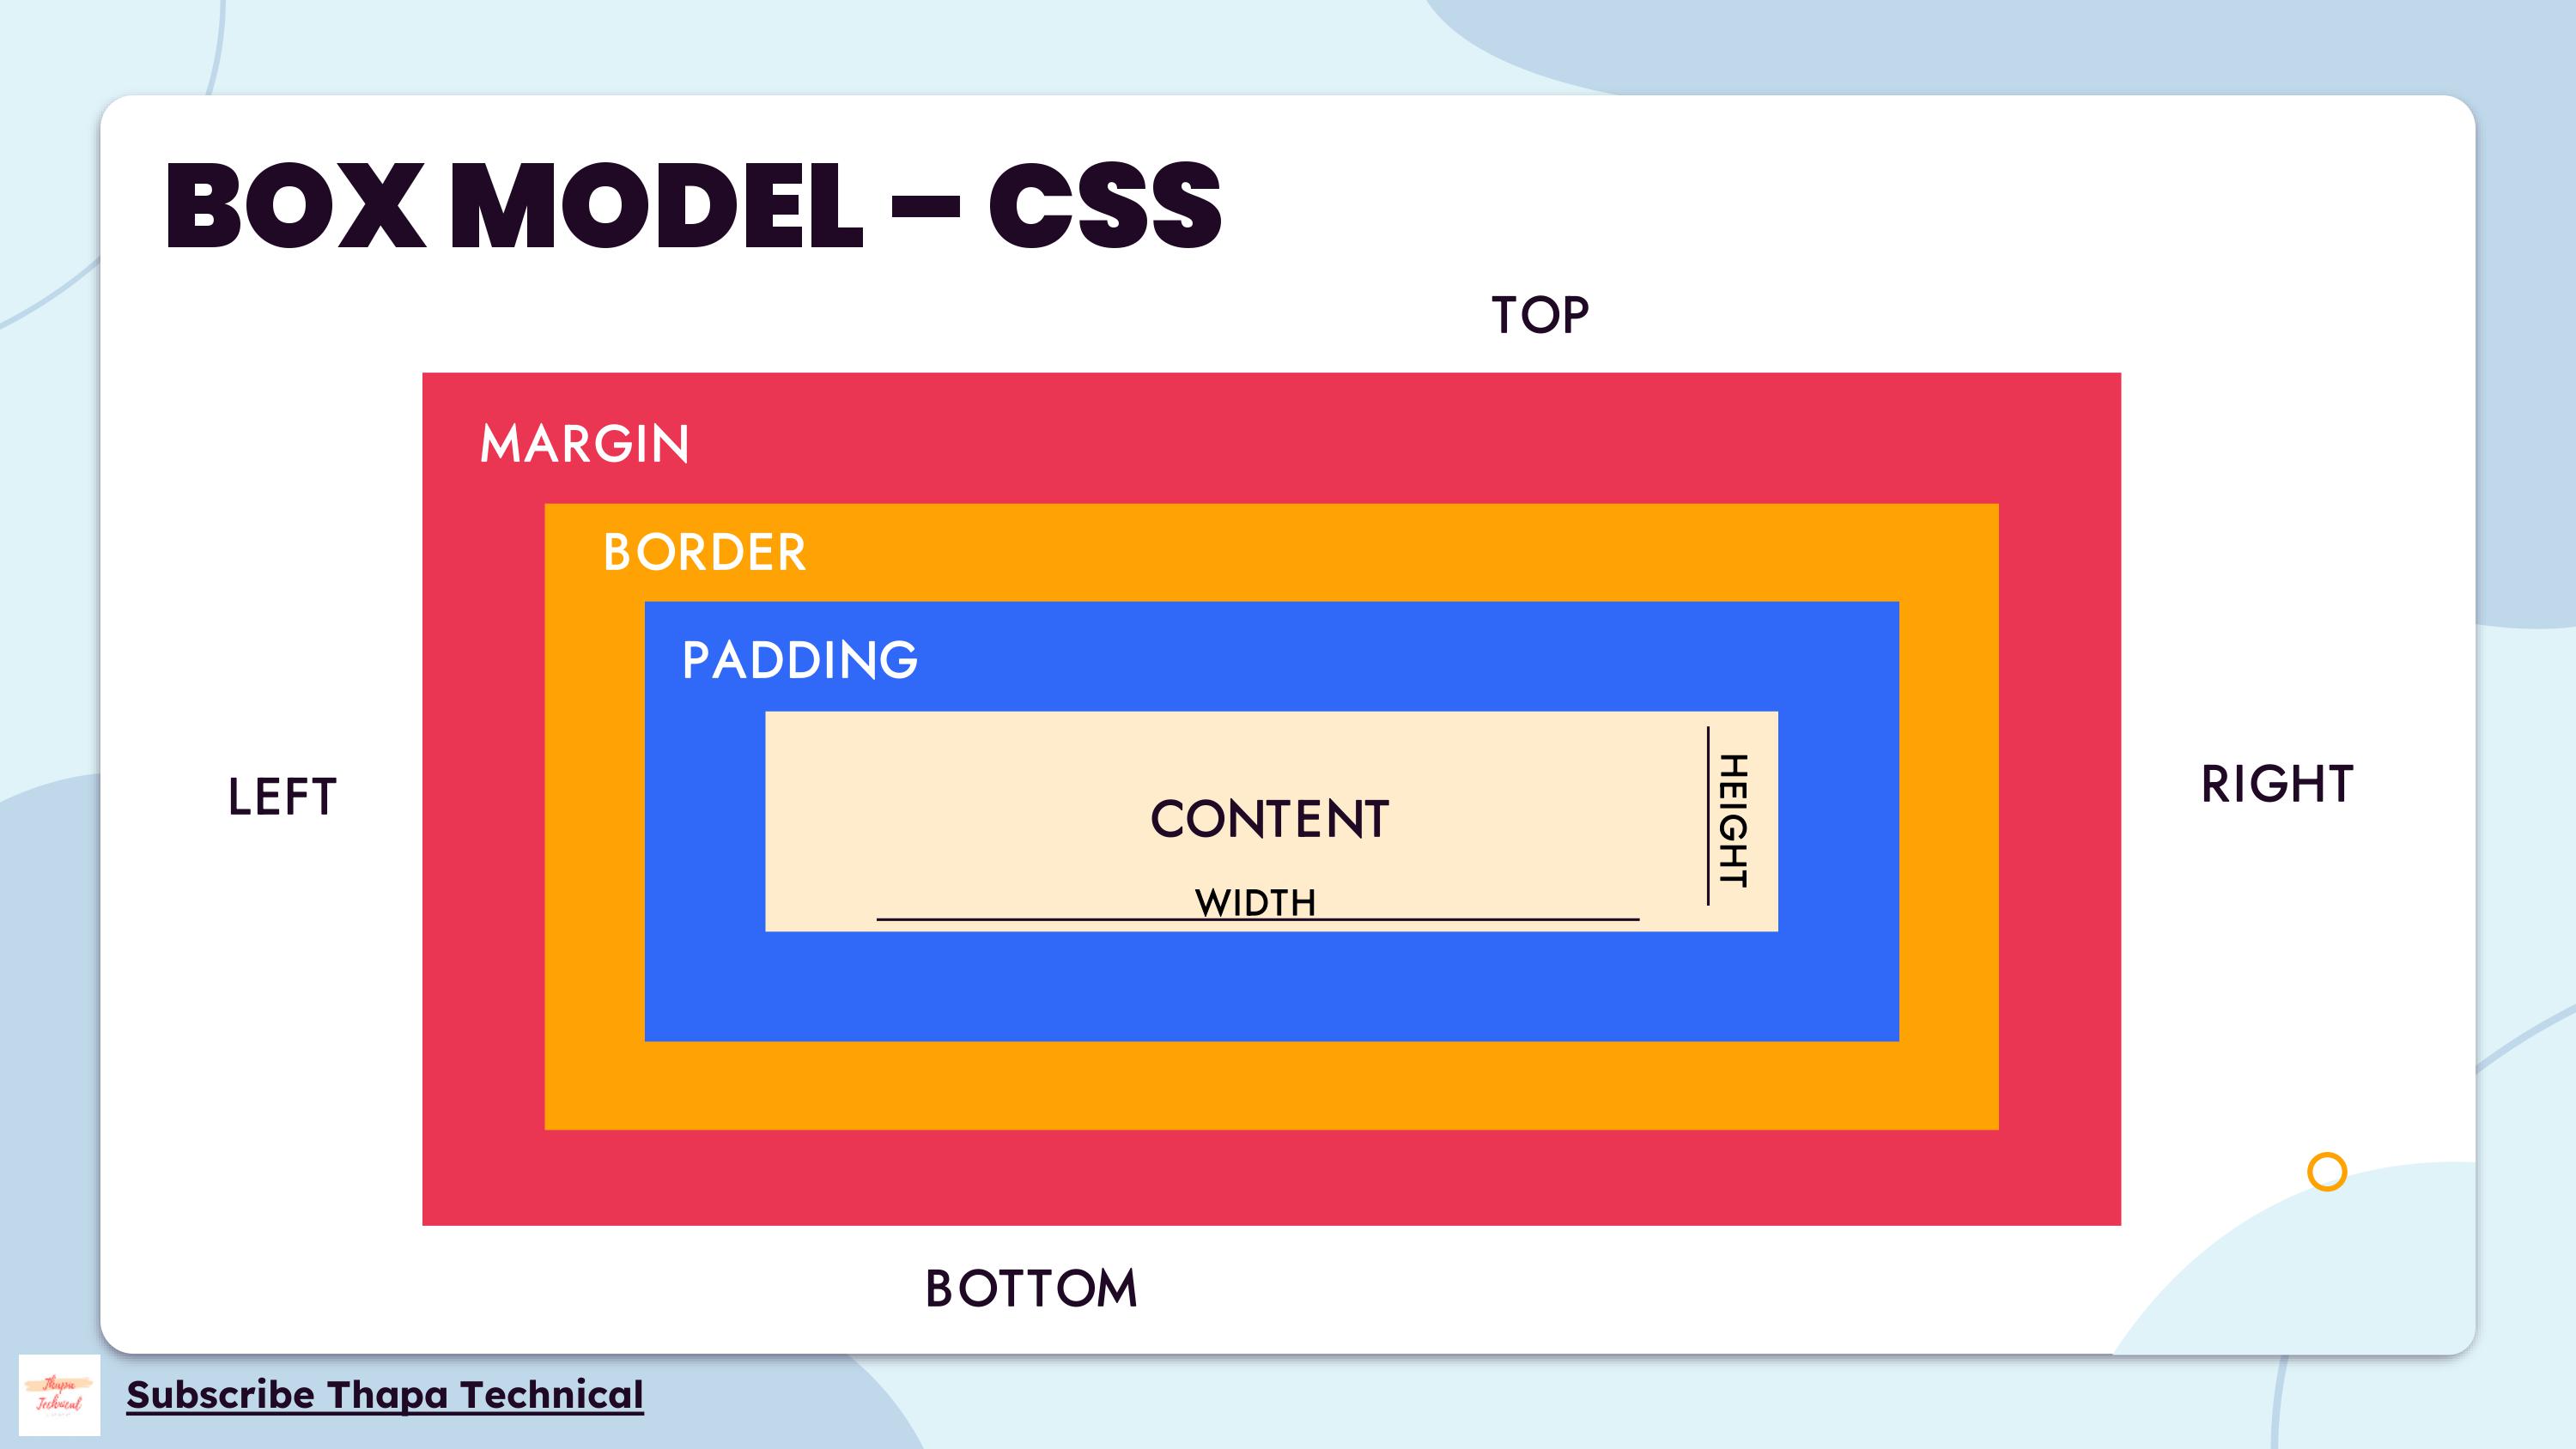 BOX MODEL – CSS
TOP
MARGIN
BORDER
PADDING
LEFT
CONTENT
HEIGHT
RIGHT
WIDTH
BOTTOM
Thapa
Technical
Subscribe Thapa Technical